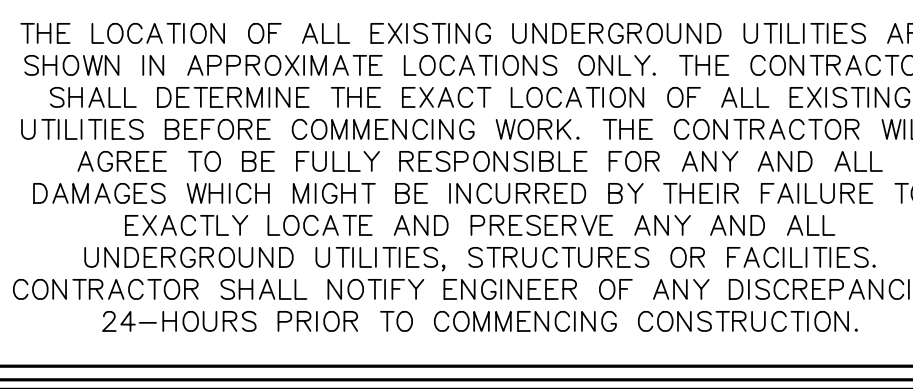 THE LOCATION OF ALL EXISTING UNDERGROUND UTILITIES AR
SHOWN IN APPROXIMATE LOCATIONS ONLY. THE CONTRACTO
SHALL DETERMINE THE EXACT LOCATION OF ALL EXISTING
UTILITIES BEFORE COMMENCING WORK. THE CONTRACTOR WIL
AGREE TO BE FULLY RESPONSIBLE FOR ANY AND ALL
DAMAGES WHICH MIGHT BE INCURRED BY THEIR FAILURE TO
EXACTLY LOCATE AND PRESERVE ANY AND ALL
UNDERGROUND UTILITIES, STRUCTURES OR FACILITIES.
CONTRACTOR SHALL NOTIFY ENGINEER OF ANY DISCREPANCI
24-HOURS PRIOR TO COMMENCING CONSTRUCTION.